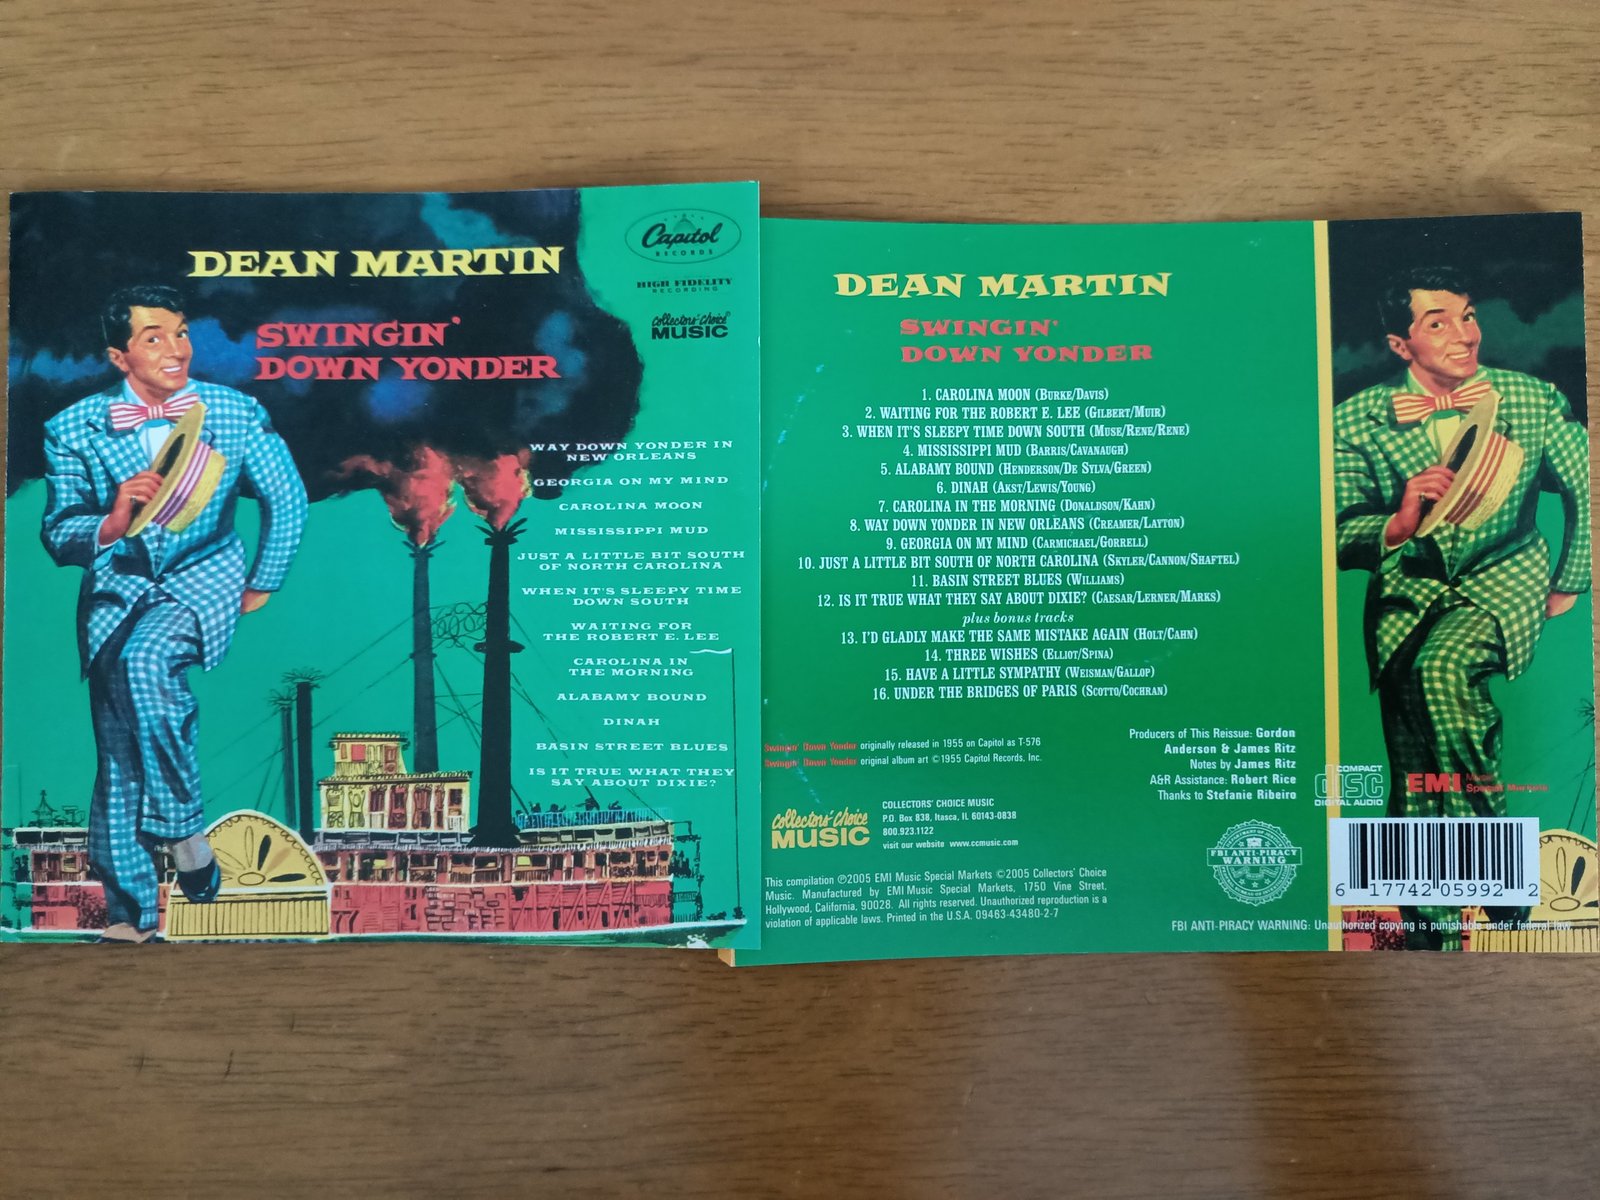 DEAN MARTIN
SWINGIN'
DOWN YONDER
Capitol
RECORDS
HIGH FIDELITY
RECORDING
Collectors' Choice
MUSIC
WAY DOWN YONDER IN
NEW ORLEANS
GEORGIA ON MY MIND
CAROLINA MOON
MISSISSIPPI MUD
JUST A LITTLE BIT SOUTH
OF NORTH CAROLINA
WHEN IT'S SLEEPY TIME
DOWN SOUTH
WAITING FOR
THE ROBERT E. LEE
CAROLINA IN
THE MORNING
ALABAMY BOUND
DINAH
BASIN STREET BLUES
IS IT TRUE WHAT THEY
SAY ABOUT DIXIE?
DEAN MARTIN
SWINGIN'
DOWN YONDER
1. CAROLINA MOON (BURKE/DAVIS)
2. WAITING FOR THE ROBERT E. LEE (GILBERT/MUIR)
3. WHEN IT'S SLEEPY TIME DOWN SOUTH (MUSE/RENE/RENE)
4. MISSISSIPPI MUD (BARRIS/CAVANAUGH)
5. ALABAMY BOUND (HENDERSON/DE SYLVA/GREEN)
6. DINAH (AKST/LEWIS/YOUNG)
7. CAROLINA IN THE MORNING (DONALDSON/KAHN)
8. WAY DOWN YONDER IN NEW ORLEANS (CREAMER/LAYTON)
9. GEORGIA ON MY MIND (CARMICHAEL/GORRELL)
10. JUST A LITTLE BIT SOUTH OF NORTH CAROLINA (SKYLER/CANNON/SHAFTEL)
11. BASIN STREET BLUES (WILLIAMS)
12. IS IT TRUE WHAT THEY SAY ABOUT DIXIE? (CAESAR/LERNER/MARKS)
plus bonus tracks
13. I'D GLADLY MAKE THE SAME MISTAKE AGAIN (HOLT/CAHN)
14. THREE WISHES (ELLIOT/SPINA)
15. HAVE A LITTLE SYMPATHY (WEISMAN/GALLOP)
16. UNDER THE BRIDGES OF PARIS (SCOTTO/COCHRAN)
Swingin' Down Yonder originally released in 1955 on Capitol as T-576
Swingin' Down Yonder original album art ©1955 Capitol Records, Inc.
Producers of This Reissue: Gordon
Anderson & James Ritz
Notes by James Ritz
A&R Assistance: Robert Rice
Thanks to Stefanie Ribeiro
Collectors' Choice
MUSIC
COLLECTORS' CHOICE MUSIC
P.O. Box 838, Itasca, IL 60143-0838
800.923.1122
visit our website www.ccmusic.com
This compilation ℗2005 EMI Music Special Markets ©2005 Collectors' Choice
Music. Manufactured by EMI Music Special Markets, 1750 Vine Street,
Hollywood, California, 90028. All rights reserved. Unauthorized reproduction is a
violation of applicable laws. Printed in the U.S.A. 09463-43480-2-7
FBI ANTI-PIRACY
WARNING
COMPACT
disc
DIGITAL AUDIO
EMI Music
Special Markets
6 17742 05992 2
FBI ANTI-PIRACY WARNING: Unauthorized copying is punishable under federal law.